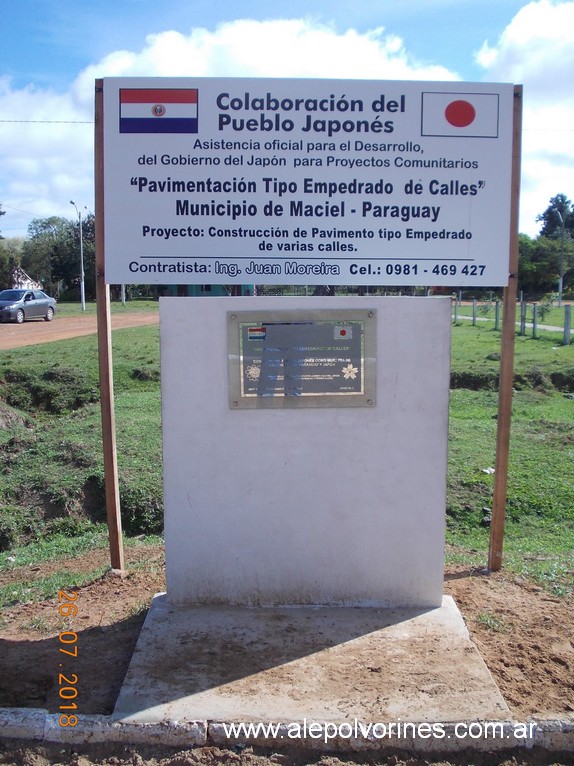 Colaboración del
Pueblo Japonés
Asistencia oficial para el Desarrollo,
del Gobierno del Japón para Proyectos Comunitarios
“Pavimentación Tipo Empedrado de Calles”
Municipio de Maciel - Paraguay
Proyecto: Construcción de Pavimento tipo Empedrado
de varias calles.
Contratista: Ing. Juan Moreira Cel.: 0981 - 469 427
26.07.2018
www.alepolvorines.com.ar